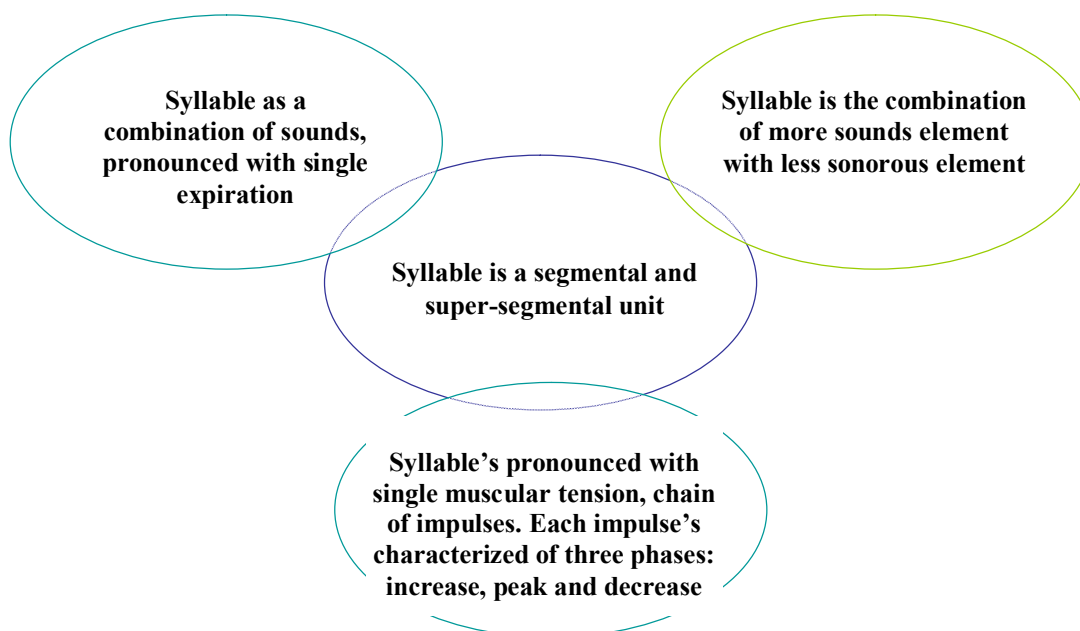 Syllable as a
combination of sounds,
pronounced with single
expiration
Syllable is the combination
of more sounds element
with less sonorous element
Syllable is a segmental and
super-segmental unit
Syllable’s pronounced with
single muscular tension, chain
of impulses. Each impulse’s
characterized of three phases:
increase, peak and decrease